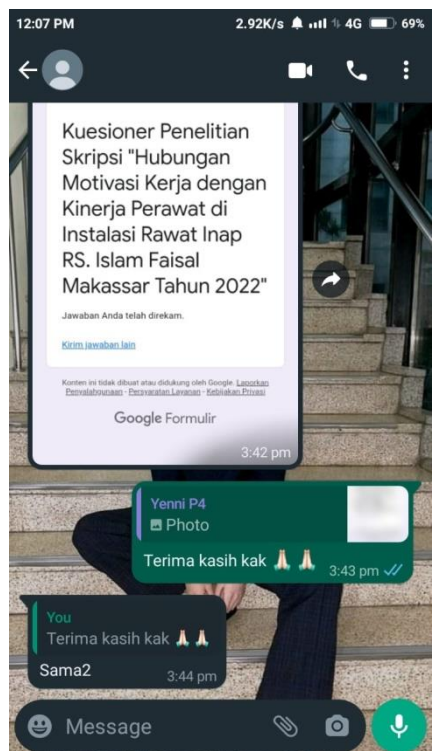 12:07 PM 2.92K/s 4G 69%
Kuesioner Penelitian
Skripsi "Hubungan
Motivasi Kerja dengan
Kinerja Perawat di
Instalasi Rawat Inap
RS. Islam Faisal
Makassar Tahun 2022"
Jawaban Anda telah direkam.
Kirim jawaban lain
Konten ini tidak dibuat atau didukung oleh Google. Laporkan
Penyalahgunaan - Persyaratan Layanan - Kebijakan Privasi
Google Formulir
3:42 pm
Yenni P4
Photo
Terima kasih kak 🙏🏻 🙏🏻
3:43 pm
You
Terima kasih kak 🙏🏻 🙏🏻
Sama2
3:44 pm
Message